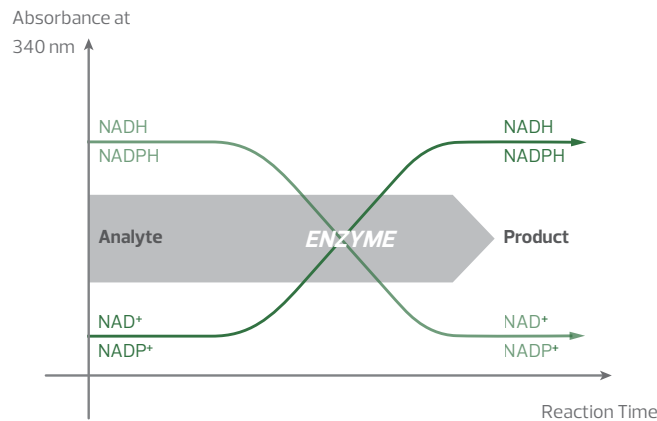 Absorbance at
340 nm
NADH
NADPH
NADH
NADPH
Analyte
ENZYME
Product
NAD⁺
NADP⁺
NAD⁺
NADP⁺
Reaction Time